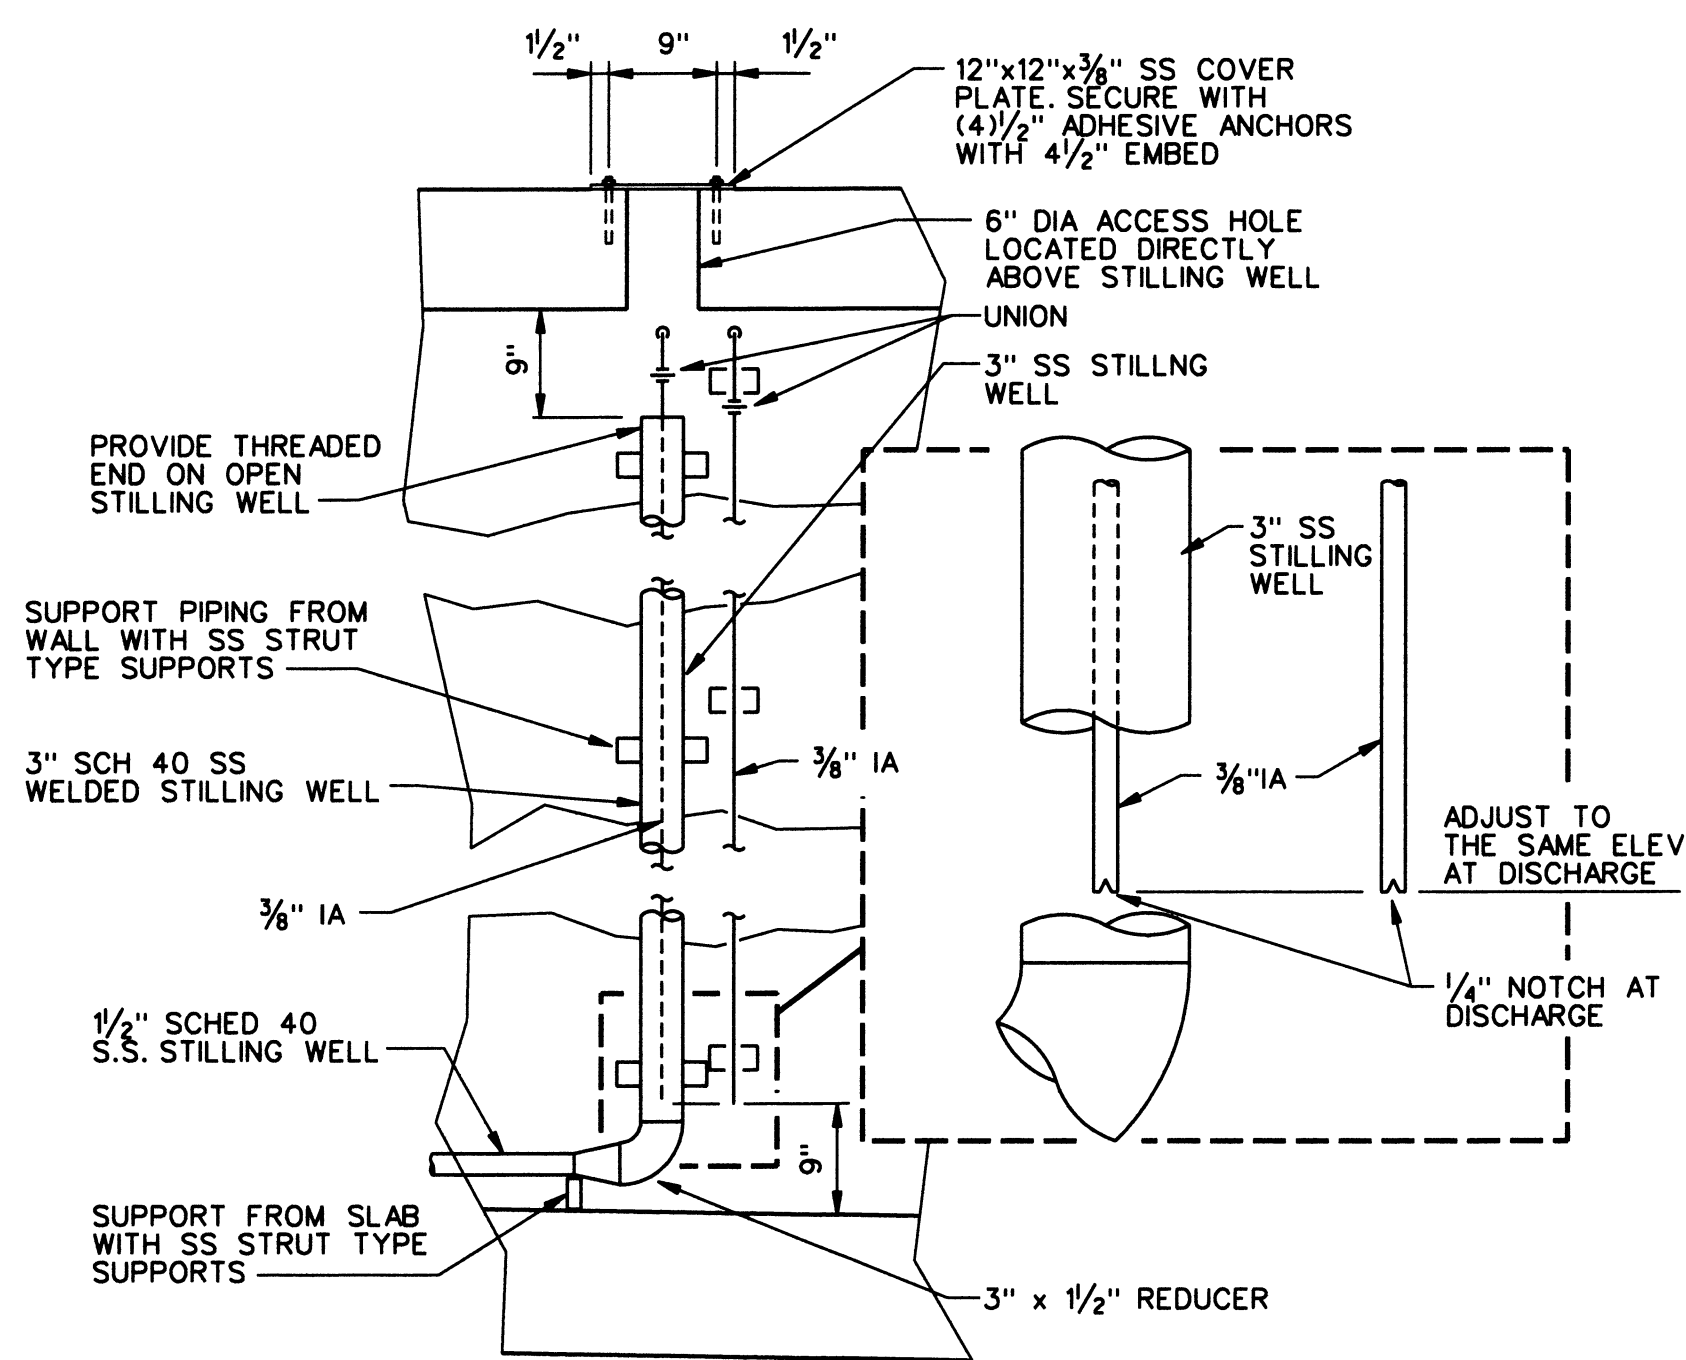 1½" 9" 1½"
12"x12"x⅜" SS COVER
PLATE. SECURE WITH
(4)½" ADHESIVE ANCHORS
WITH 4½" EMBED
6" DIA ACCESS HOLE
LOCATED DIRECTLY
ABOVE STILLING WELL
UNION
9"
3" SS STILLNG
WELL
PROVIDE THREADED
END ON OPEN
STILLING WELL
3" SS
STILLING
WELL
SUPPORT PIPING FROM
WALL WITH SS STRUT
TYPE SUPPORTS
3" SCH 40 SS
WELDED STILLING WELL
⅜" IA
⅜"IA
ADJUST TO
THE SAME ELEV
AT DISCHARGE
⅜" IA
¼" NOTCH AT
DISCHARGE
1½" SCHED 40
S.S. STILLING WELL
9"
SUPPORT FROM SLAB
WITH SS STRUT TYPE
SUPPORTS
3" x 1½" REDUCER